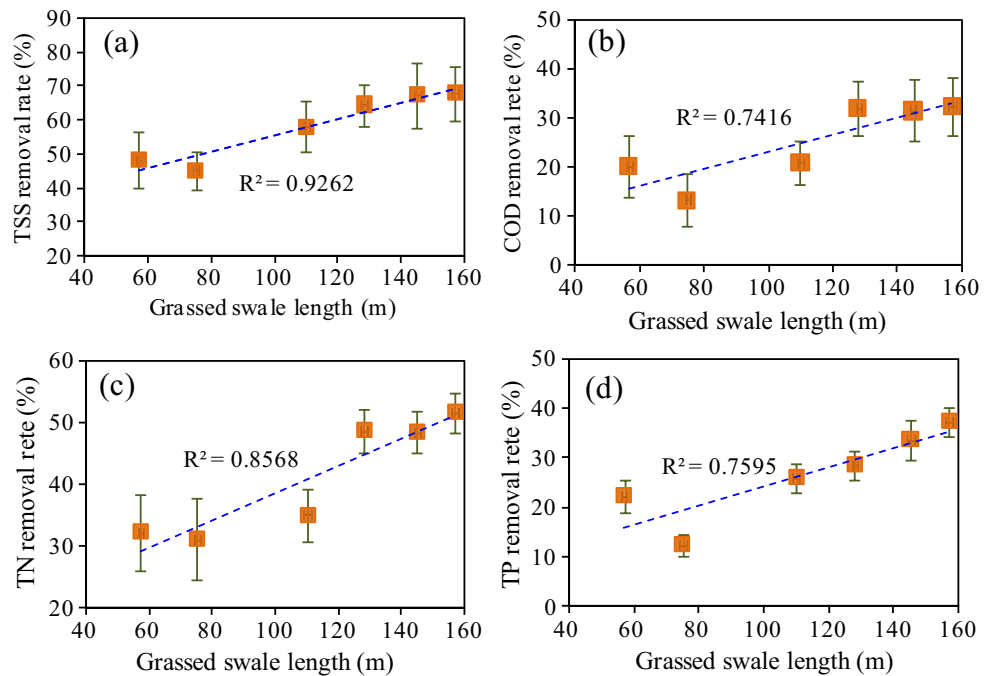 (a)
TSS removal rate (%)
90
80
70
60
50
40
30
20
R² = 0.9262
40 60 80 100 120 140 160
Grassed swale length (m)
(b)
COD removal rete (%)
50
40
30
20
10
0
R² = 0.7416
40 60 80 100 120 140 160
Grassed swale length (m)
(c)
TN removal rete (%)
60
50
40
30
20
R² = 0.8568
40 60 80 100 120 140 160
Grassed swale length (m)
(d)
TP removal rete (%)
50
40
30
20
10
0
R² = 0.7595
40 60 80 100 120 140 160
Grassed swale length (m)